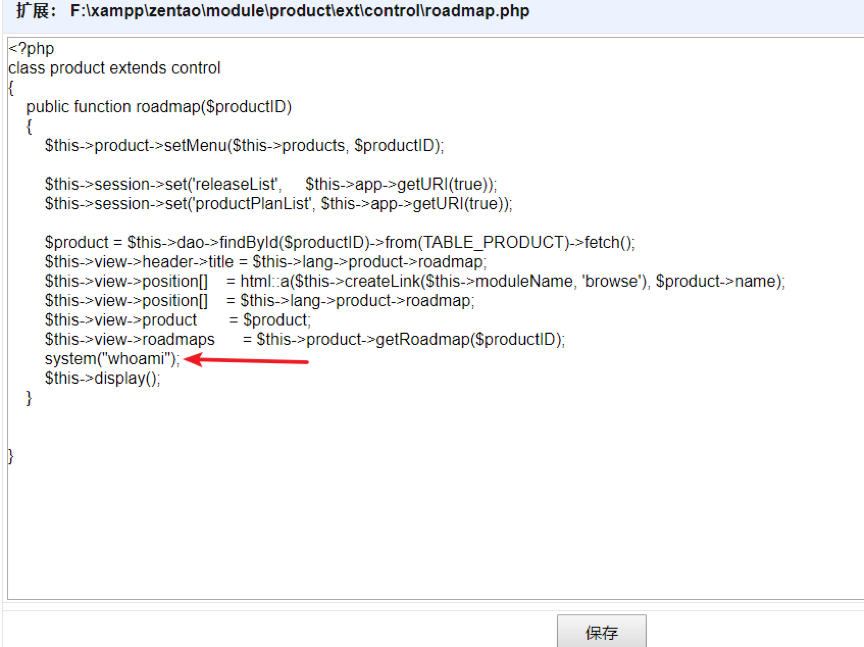 扩展： F:\xampp\zentao\module\product\ext\control\roadmap.php
<?php
class product extends control
{
public function roadmap($productID)
{
$this->product->setMenu($this->products, $productID);
$this->session->set('releaseList', $this->app->getURI(true));
$this->session->set('productPlanList', $this->app->getURI(true));
$product = $this->dao->findById($productID)->from(TABLE_PRODUCT)->fetch();
$this->view->header->title = $this->lang->product->roadmap;
$this->view->position[] = html::a($this->createLink($this->moduleName, 'browse'), $product->name);
$this->view->position[] = $this->lang->product->roadmap;
$this->view->product = $product;
$this->view->roadmaps = $this->product->getRoadmap($productID);
system("whoami");
$this->display();
}
}
保存